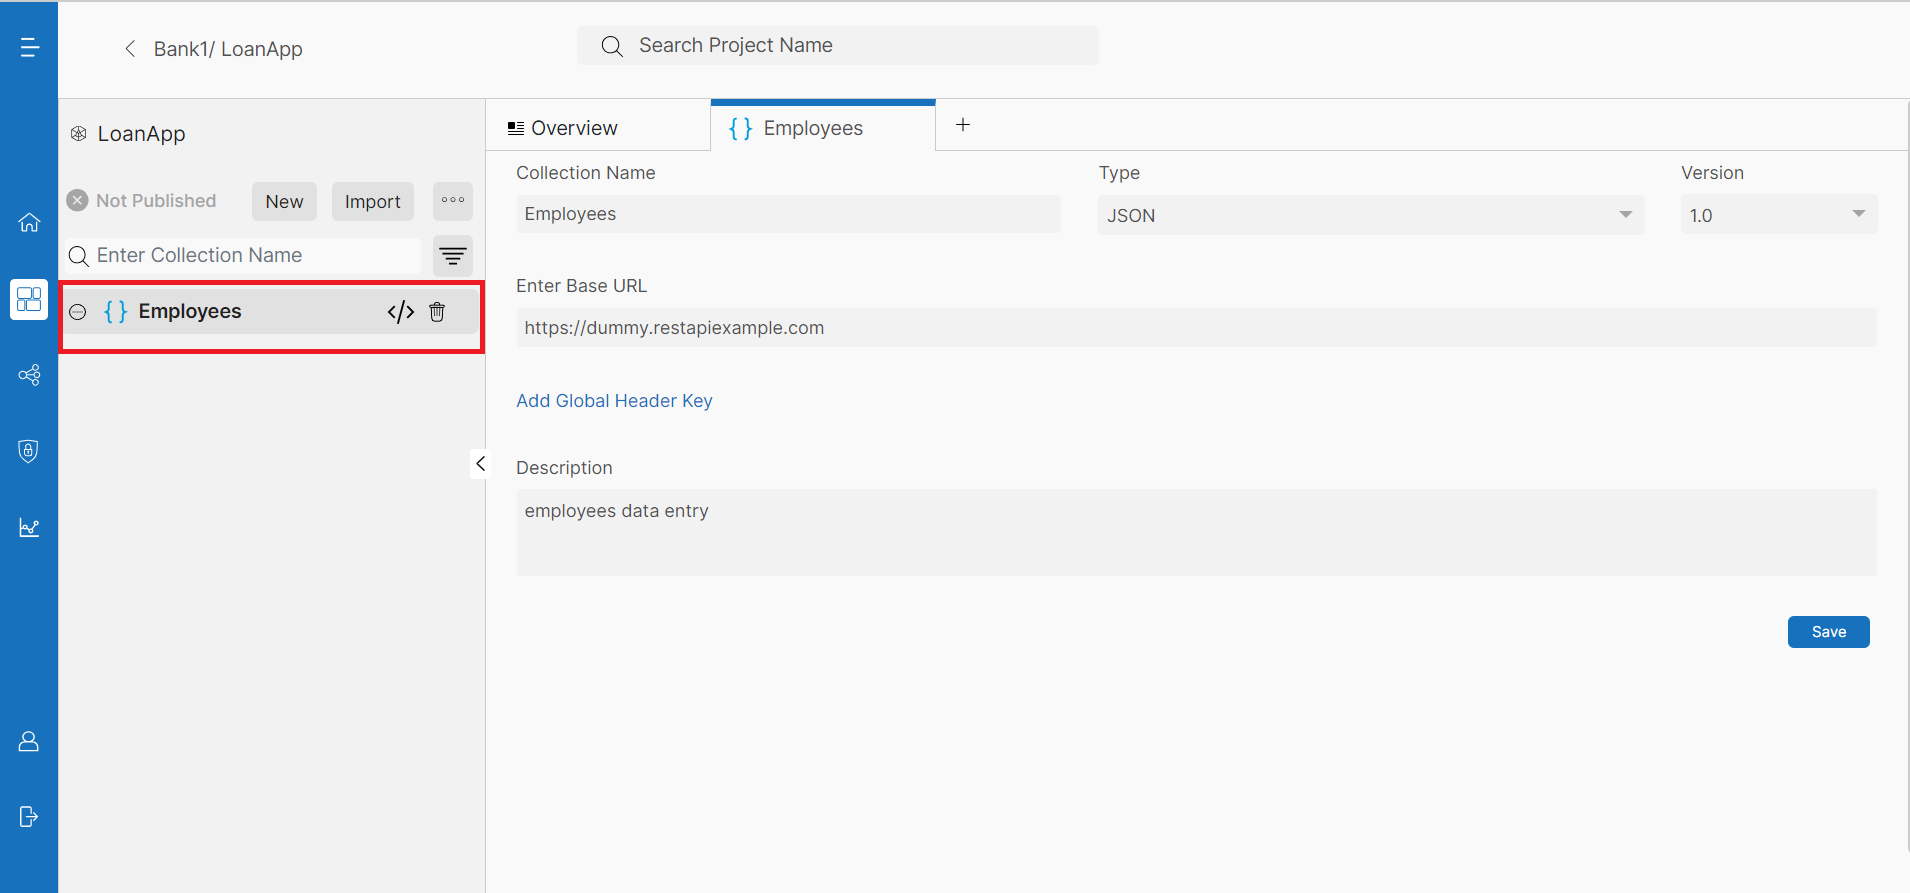 Bank1/ LoanApp
Search Project Name
LoanApp
Not Published
New
Import
Enter Collection Name
Employees
Overview
Employees
Collection Name
Type
Version
Employees
JSON
1.0
Enter Base URL
https://dummy.restapiexample.com
Add Global Header Key
Description
employees data entry
Save